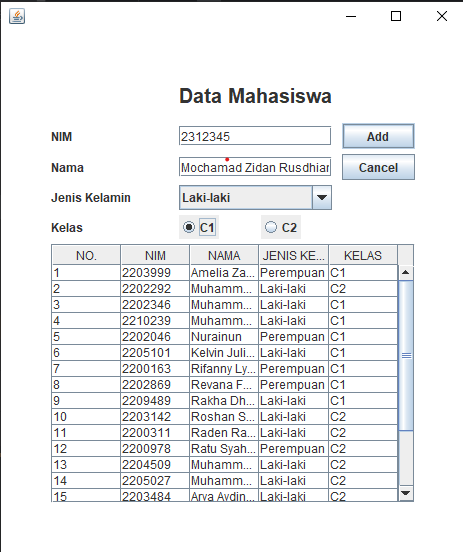 Data Mahasiswa
NIM 2312345 Add
Nama Mochamad Zidan Rusdhiar Cancel
Jenis Kelamin Laki-laki
Kelas C1 C2
NO. NIM NAMA JENIS KE... KELAS
1 2203999 Amelia Za... Perempuan C1
2 2202292 Muhamm... Laki-laki C2
3 2202346 Muhamm... Laki-laki C1
4 2210239 Muhamm... Laki-laki C1
5 2202046 Nurainun Perempuan C1
6 2205101 Kelvin Juli... Laki-laki C1
7 2200163 Rifanny Ly... Perempuan C1
8 2202869 Revana F... Perempuan C1
9 2209489 Rakha Dh... Laki-laki C1
10 2203142 Roshan S... Laki-laki C2
11 2200311 Raden Ra... Laki-laki C2
12 2200978 Ratu Syah... Perempuan C2
13 2204509 Muhamm... Laki-laki C2
14 2205027 Muhamm... Laki-laki C2
15 2203484 Arya Aydin... Laki-laki C2